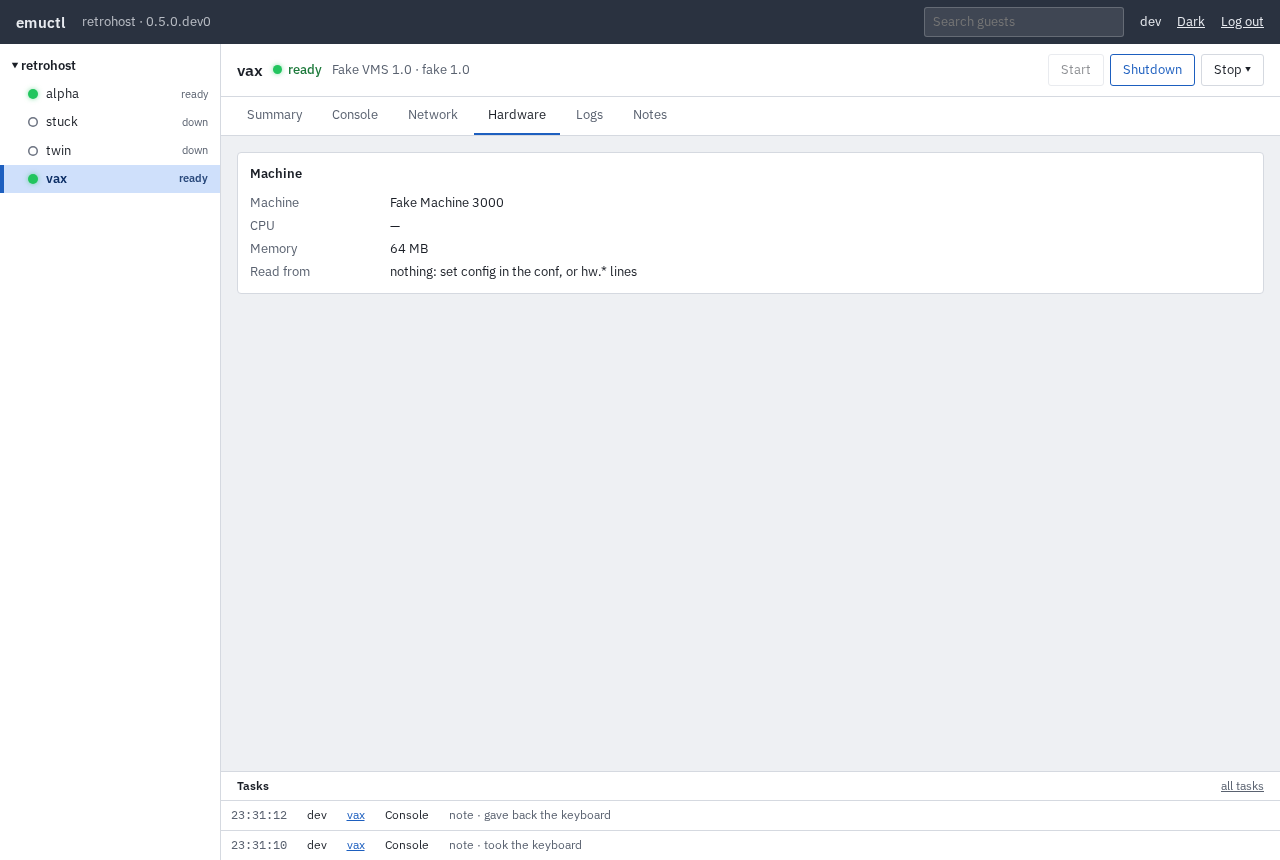 emuctl retrohost · 0.5.0.dev0 Search guests dev Dark Log out
▾ retrohost
alpha ready
stuck down
twin down
vax ready
vax ready Fake VMS 1.0 · fake 1.0 Start Shutdown Stop ▾
Summary Console Network Hardware Logs Notes
Machine
Machine Fake Machine 3000
CPU —
Memory 64 MB
Read from nothing: set config in the conf, or hw.* lines
Tasks all tasks
23:31:12 dev vax Console note · gave back the keyboard
23:31:10 dev vax Console note · took the keyboard